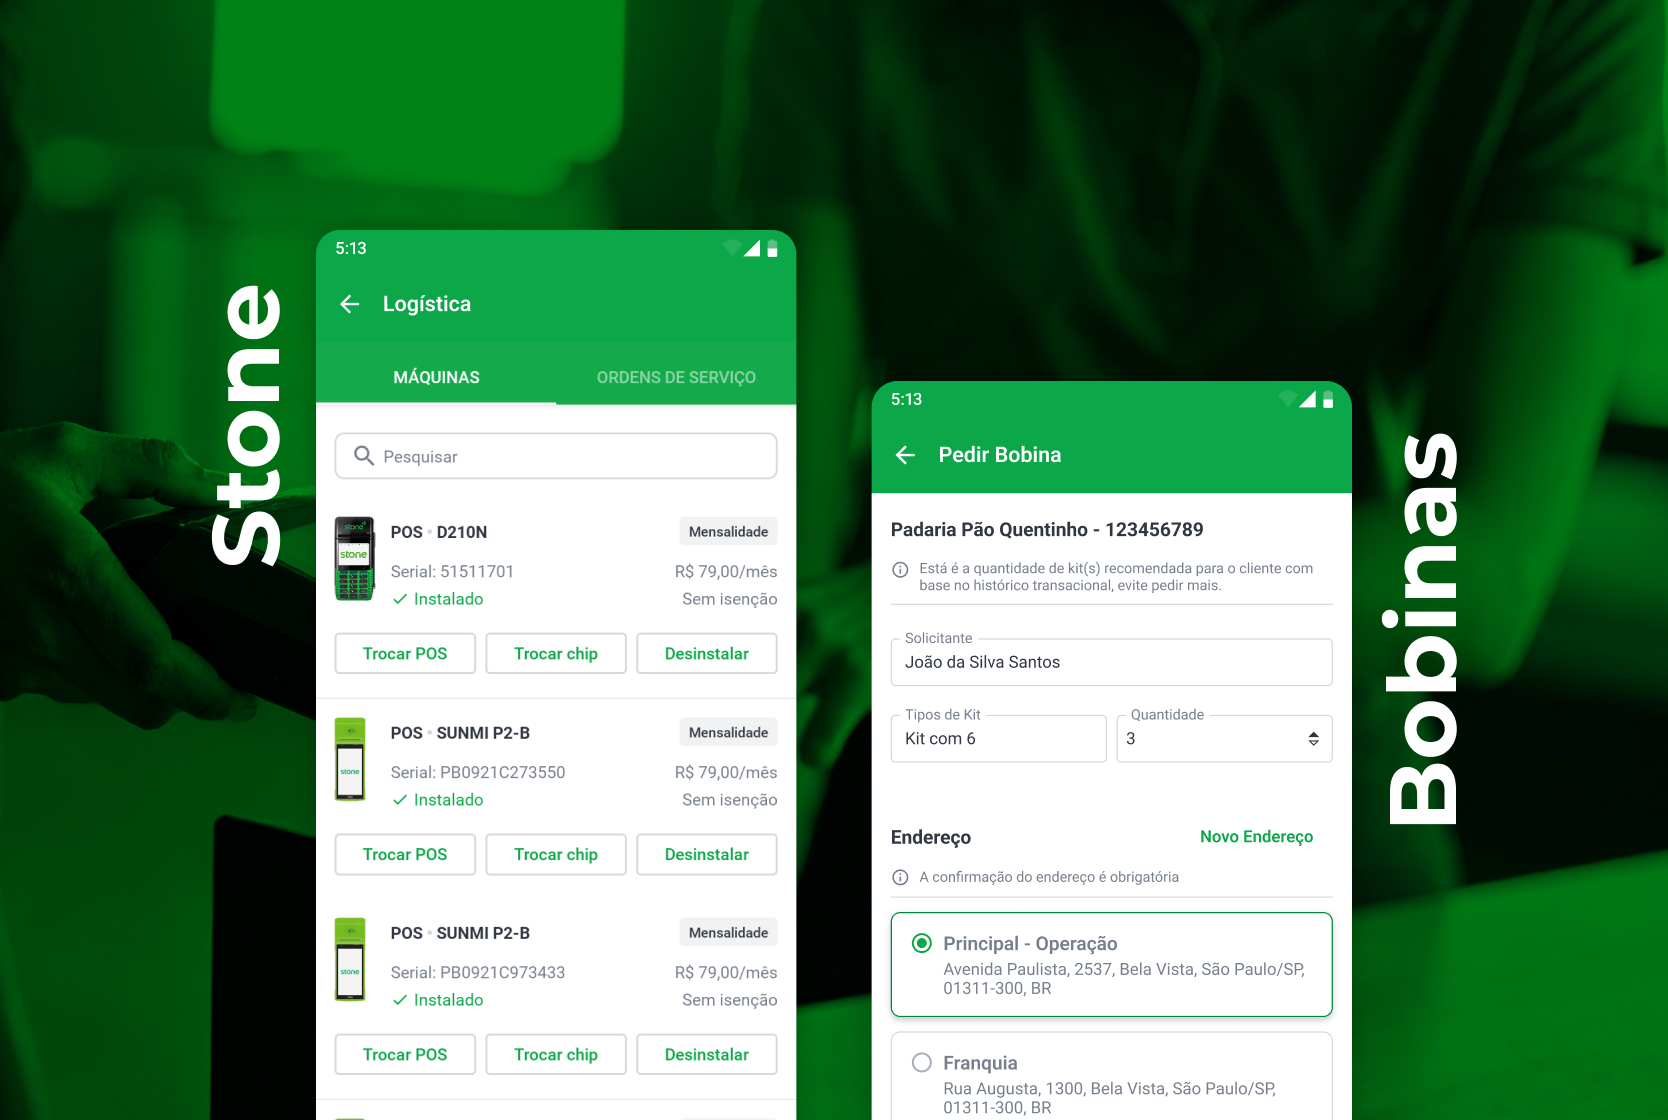 Stone
5:13
Logística
MÁQUINAS
ORDENS DE SERVIÇO
Pesquisar
stone
stone
POS • D210N
Mensalidade
Serial: 51511701
R$ 79,00/mês
Instalado
Sem isenção
Trocar POS
Trocar chip
Desinstalar
stone
POS • SUNMI P2-B
Mensalidade
Serial: PB0921C273550
R$ 79,00/mês
Instalado
Sem isenção
Trocar POS
Trocar chip
Desinstalar
stone
POS • SUNMI P2-B
Mensalidade
Serial: PB0921C973433
R$ 79,00/mês
Instalado
Sem isenção
Trocar POS
Trocar chip
Desinstalar
5:13
Pedir Bobina
Padaria Pão Quentinho - 123456789
Está é a quantidade de kit(s) recomendada para o cliente com
base no histórico transacional, evite pedir mais.
Solicitante
João da Silva Santos
Tipos de Kit
Kit com 6
Quantidade
3
Endereço
Novo Endereço
A confirmação do endereço é obrigatória
Principal - Operação
Avenida Paulista, 2537, Bela Vista, São Paulo/SP,
01311-300, BR
Franquia
Rua Augusta, 1300, Bela Vista, São Paulo/SP,
01311-300, BR
Bobinas